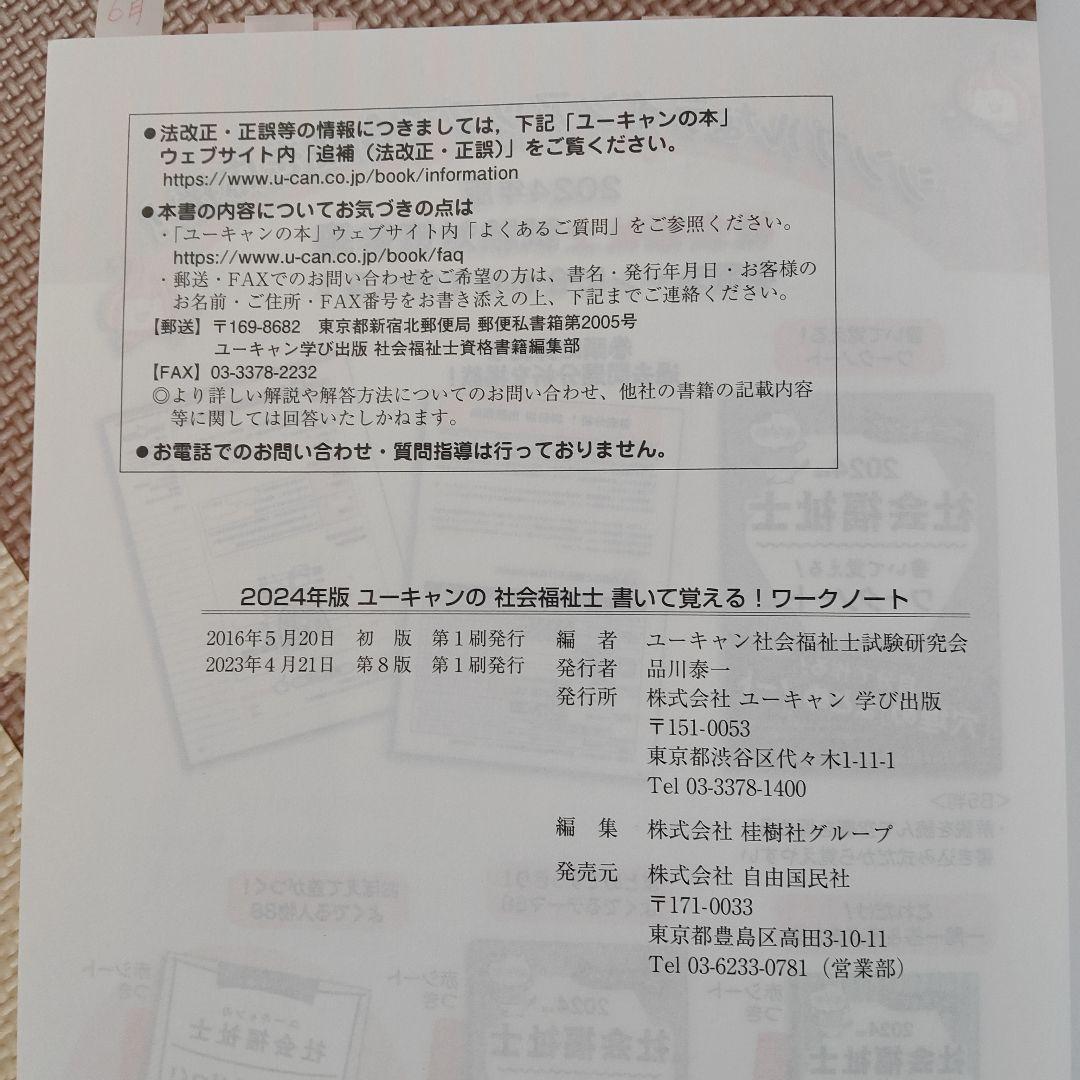 6月
●法改正・正誤等の情報につきましては，下記「ユーキャンの本」
ウェブサイト内「追補（法改正・正誤）」をご覧ください。
https://www.u-can.co.jp/book/information
●本書の内容についてお気づきの点は
・「ユーキャンの本」ウェブサイト内「よくあるご質問」をご参照ください。
https://www.u-can.co.jp/book/faq
・郵送・FAXでのお問い合わせをご希望の方は、書名・発行年月日・お客様の
お名前・ご住所・FAX番号をお書き添えの上、下記までご連絡ください。
【郵送】〒169-8682　東京都新宿北郵便局 郵便私書箱第2005号
ユーキャン学び出版 社会福祉士資格書籍編集部
【FAX】03-3378-2232
◎より詳しい解説や解答方法についてのお問い合わせ、他社の書籍の記載内容
等に関しては回答いたしかねます。
●お電話でのお問い合わせ・質問指導は行っておりません。
2024年版 ユーキャンの 社会福祉士 書いて覚える！ワークノート
2016年5月20日　初　版　第1刷発行
2023年4月21日　第8版　第1刷発行
編　者　ユーキャン社会福祉士試験研究会
発行者　品川泰一
発行所　株式会社 ユーキャン 学び出版
〒151-0053
東京都渋谷区代々木1-11-1
Tel 03-3378-1400
編　集　株式会社 桂樹社グループ
発売元　株式会社 自由国民社
〒171-0033
東京都豊島区高田3-10-11
Tel 03-6233-0781（営業部）